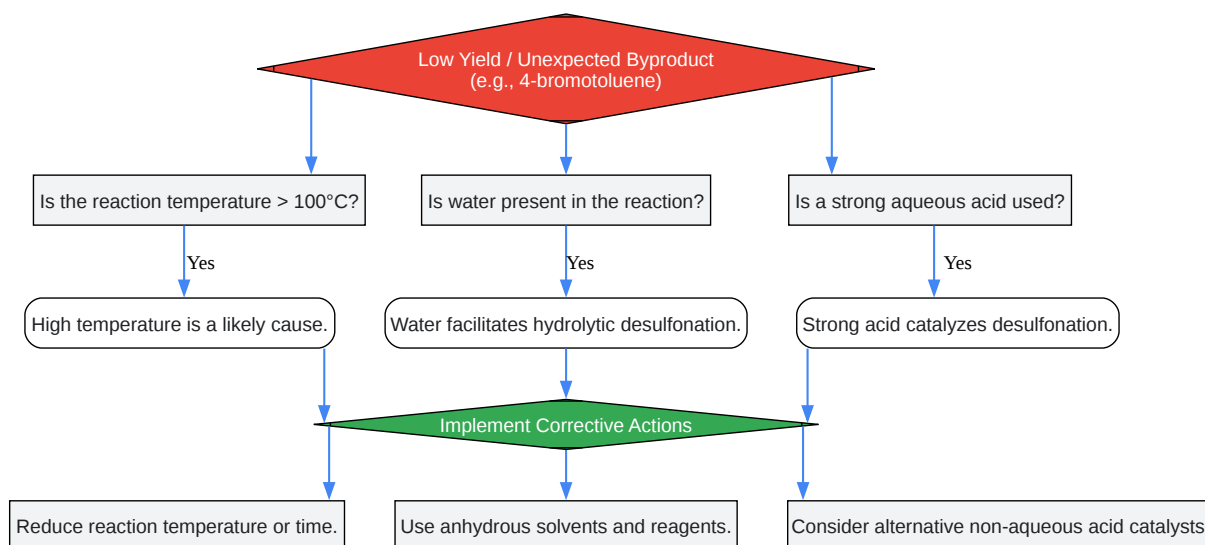 Low Yield / Unexpected Byproduct
(e.g., 4-bromotoluene)
Is the reaction temperature > 100°C?
Is water present in the reaction?
Is a strong aqueous acid used?
Yes
Yes
Yes
High temperature is a likely cause.
Water facilitates hydrolytic desulfonation.
Strong acid catalyzes desulfonation.
Implement Corrective Actions
Reduce reaction temperature or time.
Use anhydrous solvents and reagents.
Consider alternative non-aqueous acid catalysts.